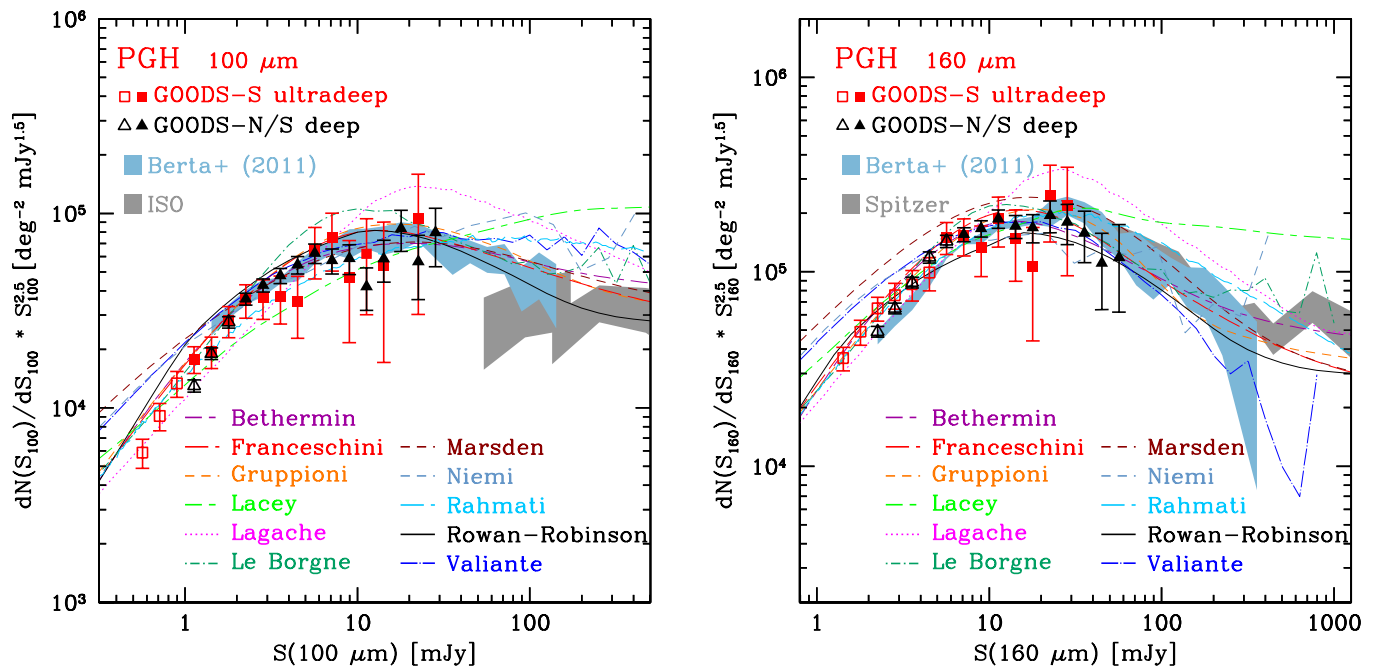 PGH 100 μm
GOODS-S ultradeep
GOODS-N/S deep
Berta+ (2011)
ISO
Bethermin
Franceschini
Gruppioni
Lacey
Lagache
Le Borgne
Marsden
Niemi
Rahmati
Rowan-Robinson
Valiante
10⁶
10⁵
10⁴
10³
1 10 100
S(100 μm) [mJy]
dN(S₁₀₀)/dS₁₀₀ * S₁₀₀^2.5 [deg⁻² mJy^1.5]
PGH 160 μm
GOODS-S ultradeep
GOODS-N/S deep
Berta+ (2011)
Spitzer
Bethermin
Franceschini
Gruppioni
Lacey
Lagache
Le Borgne
Marsden
Niemi
Rahmati
Rowan-Robinson
Valiante
10⁶
10⁵
10⁴
1 10 100 1000
S(160 μm) [mJy]
dN(S₁₆₀)/dS₁₆₀ * S₁₆₀^2.5 [deg⁻² mJy^1.5]